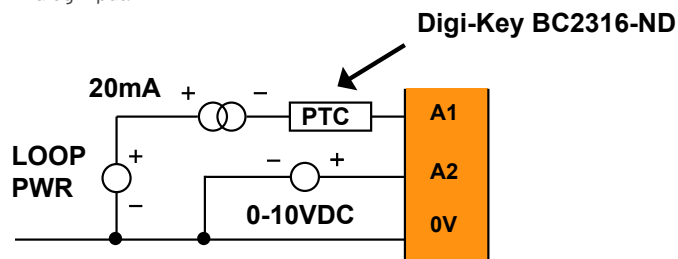 Digi-Key BC2316-ND
20mA + −
PTC
A1
LOOP
PWR
+
−
− +
A2
0-10VDC
0V